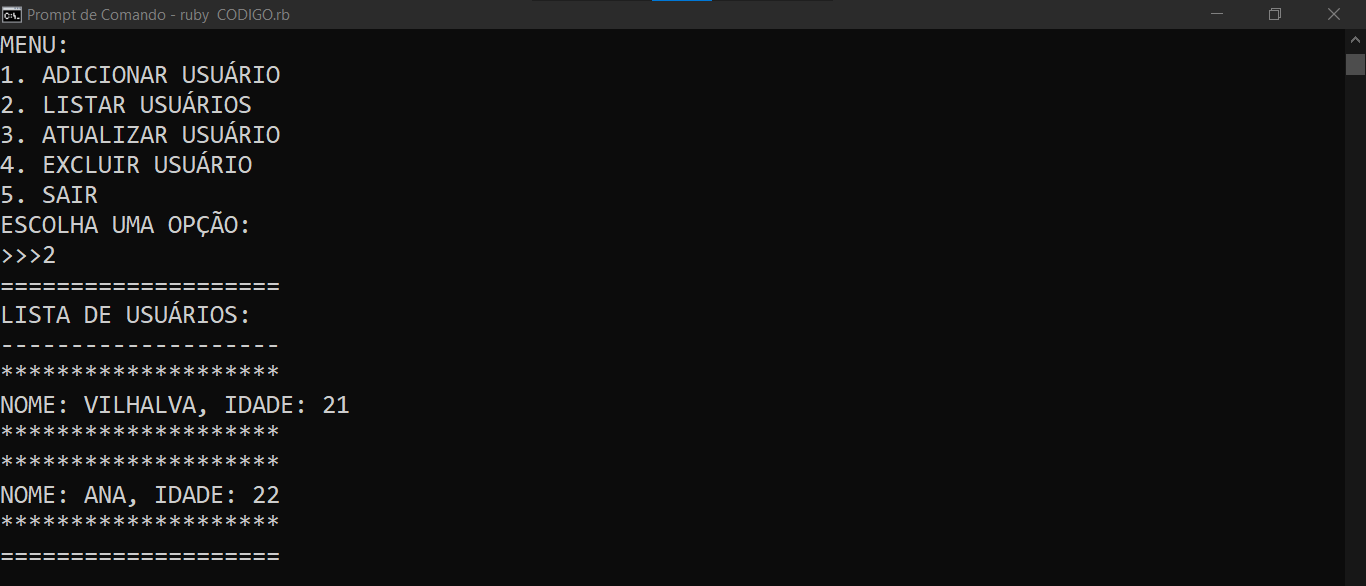 Prompt de Comando - ruby  CODIGO.rb
MENU:
1. ADICIONAR USUÁRIO
2. LISTAR USUÁRIOS
3. ATUALIZAR USUÁRIO
4. EXCLUIR USUÁRIO
5. SAIR
ESCOLHA UMA OPÇÃO:
>>>2
====================
LISTA DE USUÁRIOS:
--------------------
********************
NOME: VILHALVA, IDADE: 21
********************
********************
NOME: ANA, IDADE: 22
********************
====================